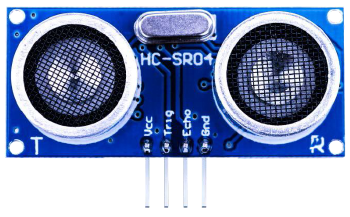 HC-SR04
T
R
Vcc
Trig
Echo
Gnd